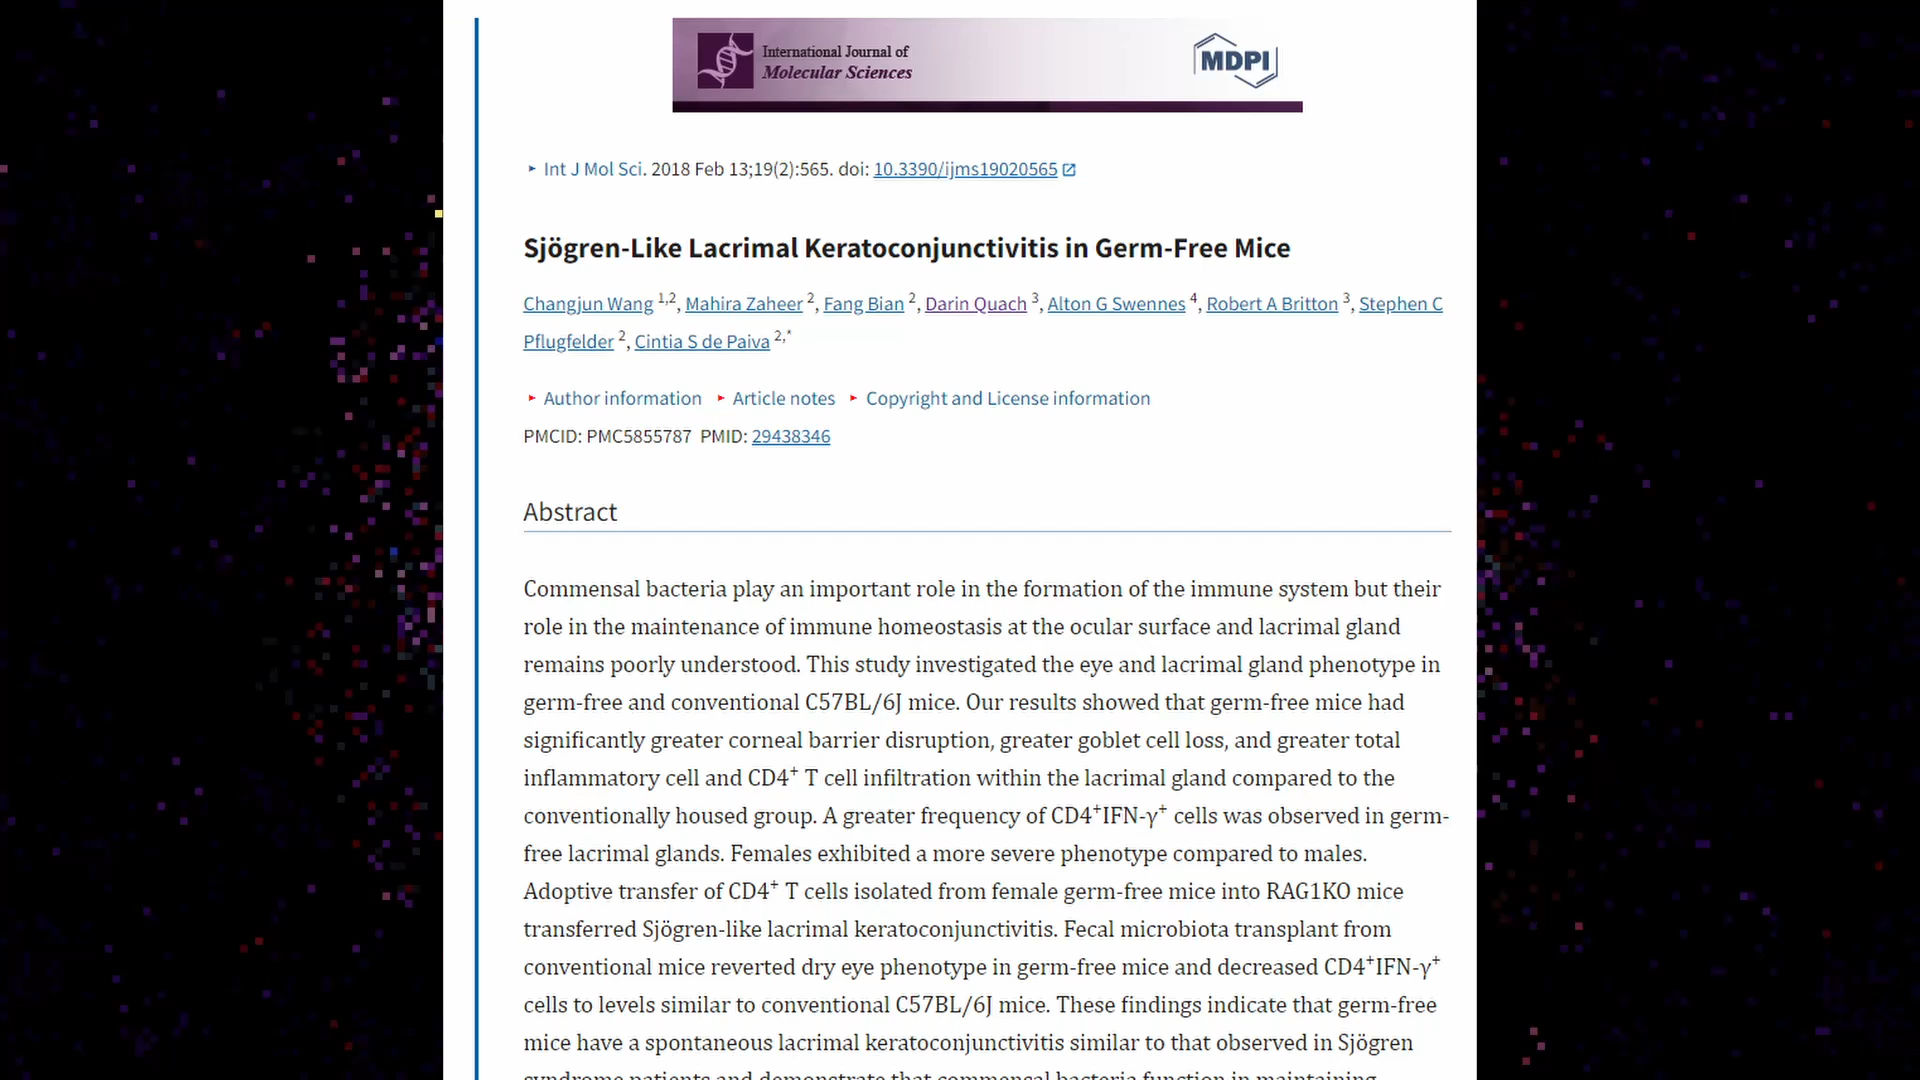 International Journal of
Molecular Sciences
MDPI
‣ Int J Mol Sci. 2018 Feb 13;19(2):565. doi: 10.3390/ijms19020565
Sjögren-Like Lacrimal Keratoconjunctivitis in Germ-Free Mice
Changjun Wang 1,2, Mahira Zaheer 2, Fang Bian 2, Darin Quach 3, Alton G Swennes 4, Robert A Britton 3, Stephen C
Pflugfelder 2, Cintia S de Paiva 2,*
‣ Author information ‣ Article notes ‣ Copyright and License information
PMCID: PMC5855787 PMID: 29438346
Abstract
Commensal bacteria play an important role in the formation of the immune system but their
role in the maintenance of immune homeostasis at the ocular surface and lacrimal gland
remains poorly understood. This study investigated the eye and lacrimal gland phenotype in
germ-free and conventional C57BL/6J mice. Our results showed that germ-free mice had
significantly greater corneal barrier disruption, greater goblet cell loss, and greater total
inflammatory cell and CD4+ T cell infiltration within the lacrimal gland compared to the
conventionally housed group. A greater frequency of CD4+IFN-γ+ cells was observed in germ-
free lacrimal glands. Females exhibited a more severe phenotype compared to males.
Adoptive transfer of CD4+ T cells isolated from female germ-free mice into RAG1KO mice
transferred Sjögren-like lacrimal keratoconjunctivitis. Fecal microbiota transplant from
conventional mice reverted dry eye phenotype in germ-free mice and decreased CD4+IFN-γ+
cells to levels similar to conventional C57BL/6J mice. These findings indicate that germ-free
mice have a spontaneous lacrimal keratoconjunctivitis similar to that observed in Sjögren
syndrome patients and demonstrate that commensal bacteria function in maintaining